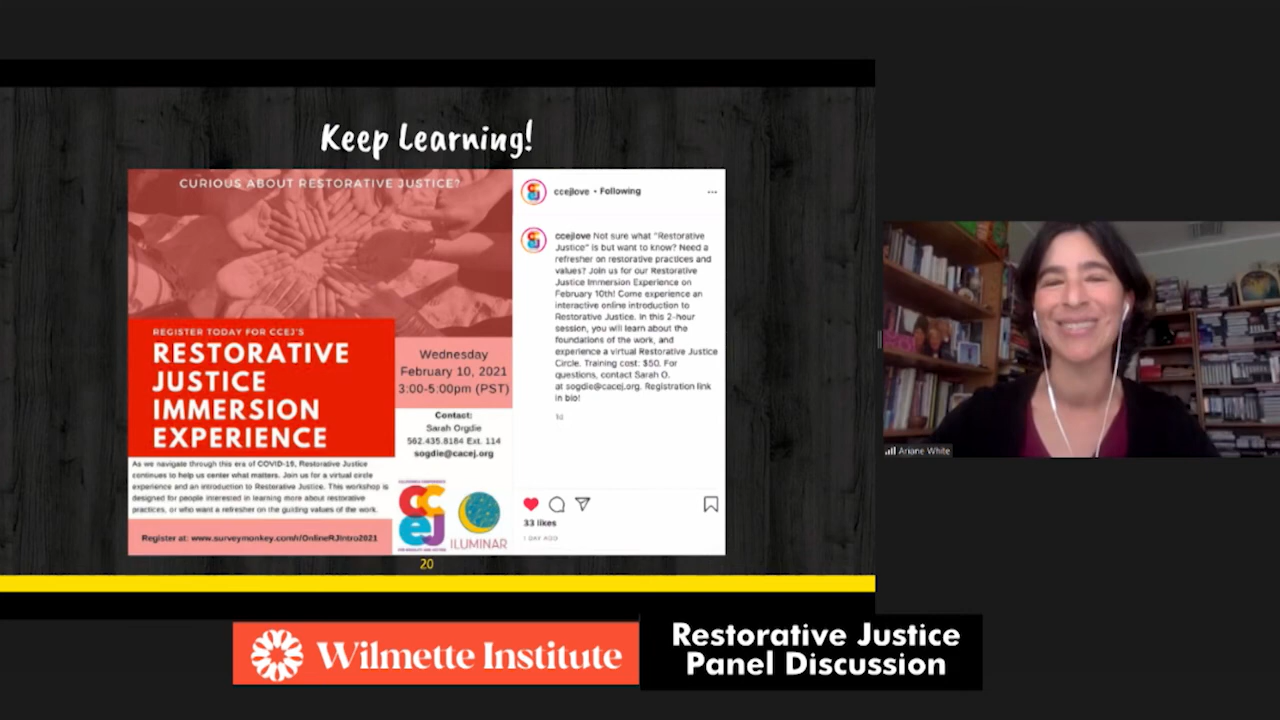 Keep Learning!
CURIOUS ABOUT RESTORATIVE JUSTICE?
REGISTER TODAY FOR CCEJ'S
RESTORATIVE
JUSTICE
IMMERSION
EXPERIENCE
Wednesday
February 10, 2021
3:00-5:00pm (PST)
Contact:
Sarah Orgdie
562.435.8184 Ext. 114
sogdie@cacej.org
As we navigate through this era of COVID-19, Restorative Justice
continues to help us center what matters. Join us for a virtual circle
experience and an introduction to Restorative Justice. This workshop is
designed for people interested in learning more about restorative
practices, or who want a refresher on the guiding values of the work.
Register at: www.surveymonkey.com/r/OnlineRJIntro2021
CALIFORNIA CONFERENCE
CCEJ
FOR EQUALITY AND JUSTICE
ILUMINAR
ccejlove • Following
ccejlove Not sure what "Restorative
Justice" is but want to know? Need a
refresher on restorative practices and
values? Join us for our Restorative
Justice Immersion Experience on
February 10th! Come experience an
interactive online introduction to
Restorative Justice. In this 2-hour
session, you will learn about the
foundations of the work, and
experience a virtual Restorative Justice
Circle. Training cost: $50. For
questions, contact Sarah O.
at sogdie@cacej.org. Registration link
in bio!
1d
33 likes
1 DAY AGO
20
Ariane White
Wilmette Institute
Restorative Justice
Panel Discussion